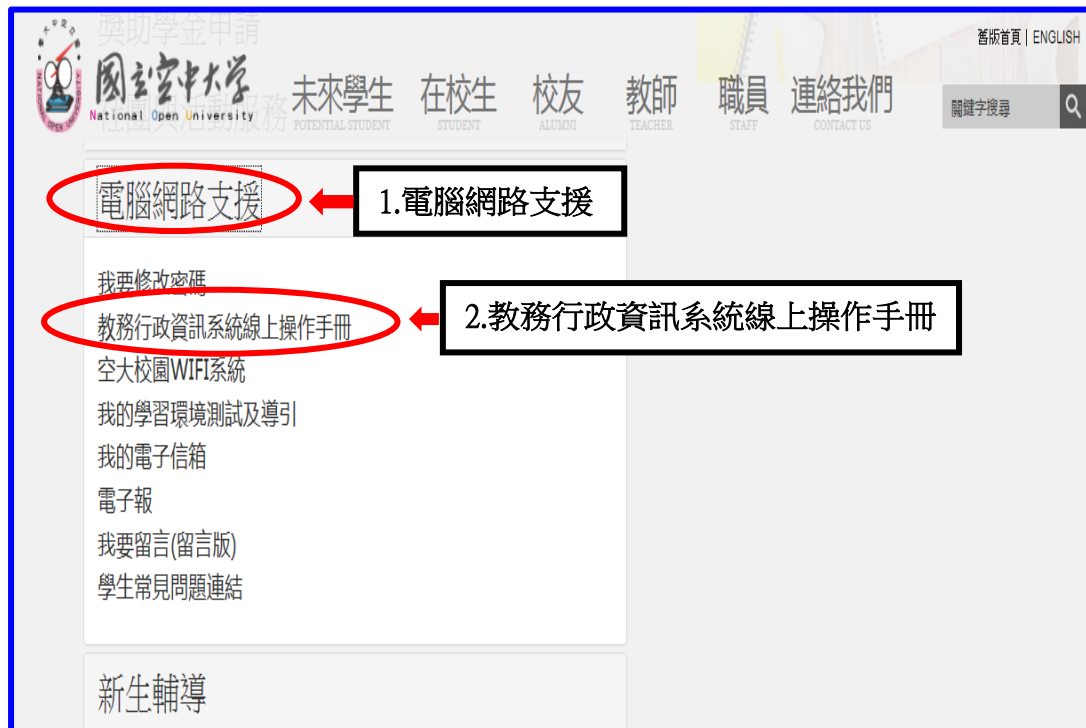 獎助學金申請
舊版首頁 | ENGLISH
國立空中大學
National Open University
未來學生 在校生 校友 教師 職員 連絡我們
POTENTIAL STUDENT STUDENT ALUMNI TEACHER STAFF CONTACT US
關鍵字搜尋
社團與活動服務
電腦網路支援
1.電腦網路支援
我要修改密碼
教務行政資訊系統線上操作手冊
2.教務行政資訊系統線上操作手冊
空大校園WIFI系統
我的學習環境測試及導引
我的電子信箱
電子報
我要留言(留言版)
學生常見問題連結
新生輔導